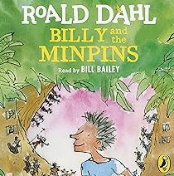 ROALD DAHL
BILLY and the
MINPINS
Read by BILL BAILEY